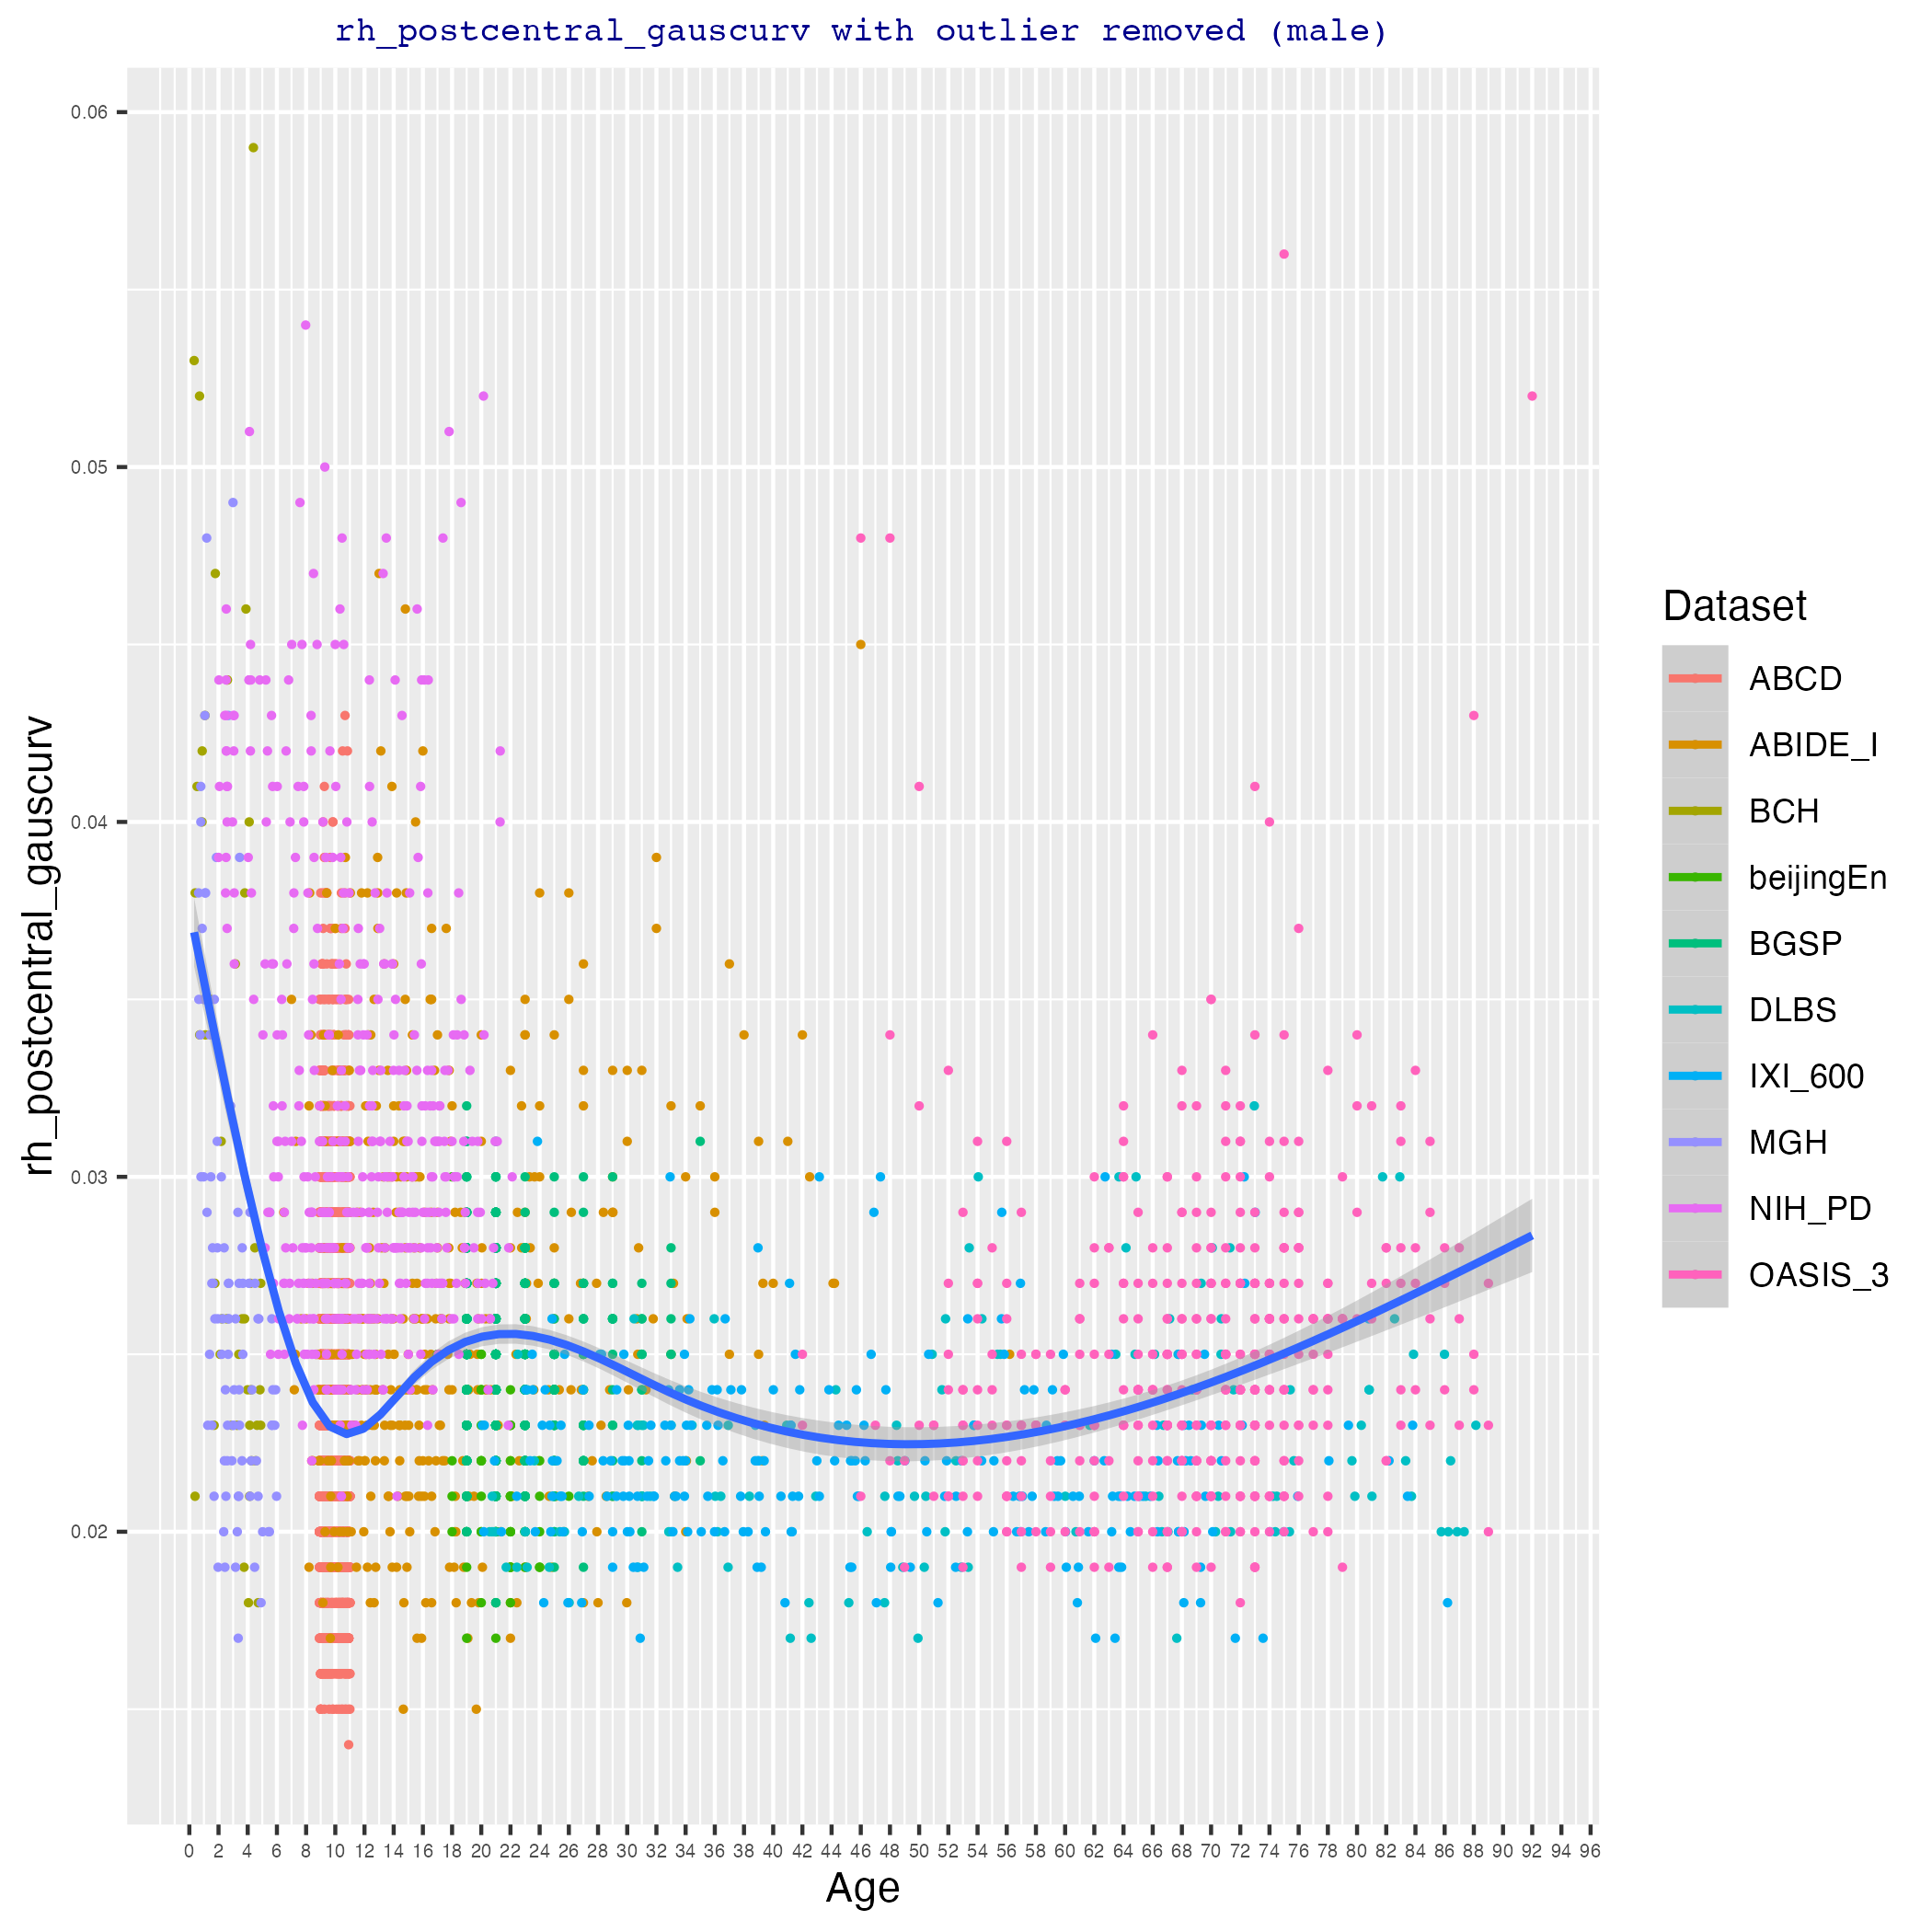 rh_postcentral_gauscurv with outlier removed (male)
0.06
0.05
0.04
0.03
0.02
rh_postcentral_gauscurv
0 2 4 6 8 10 12 14 16 18 20 22 24 26 28 30 32 34 36 38 40 42 44 46 48 50 52 54 56 58 60 62 64 66 68 70 72 74 76 78 80 82 84 86 88 90 92 94 96
Age
Dataset
ABCD
ABIDE_I
BCH
beijingEn
BGSP
DLBS
IXI_600
MGH
NIH_PD
OASIS_3